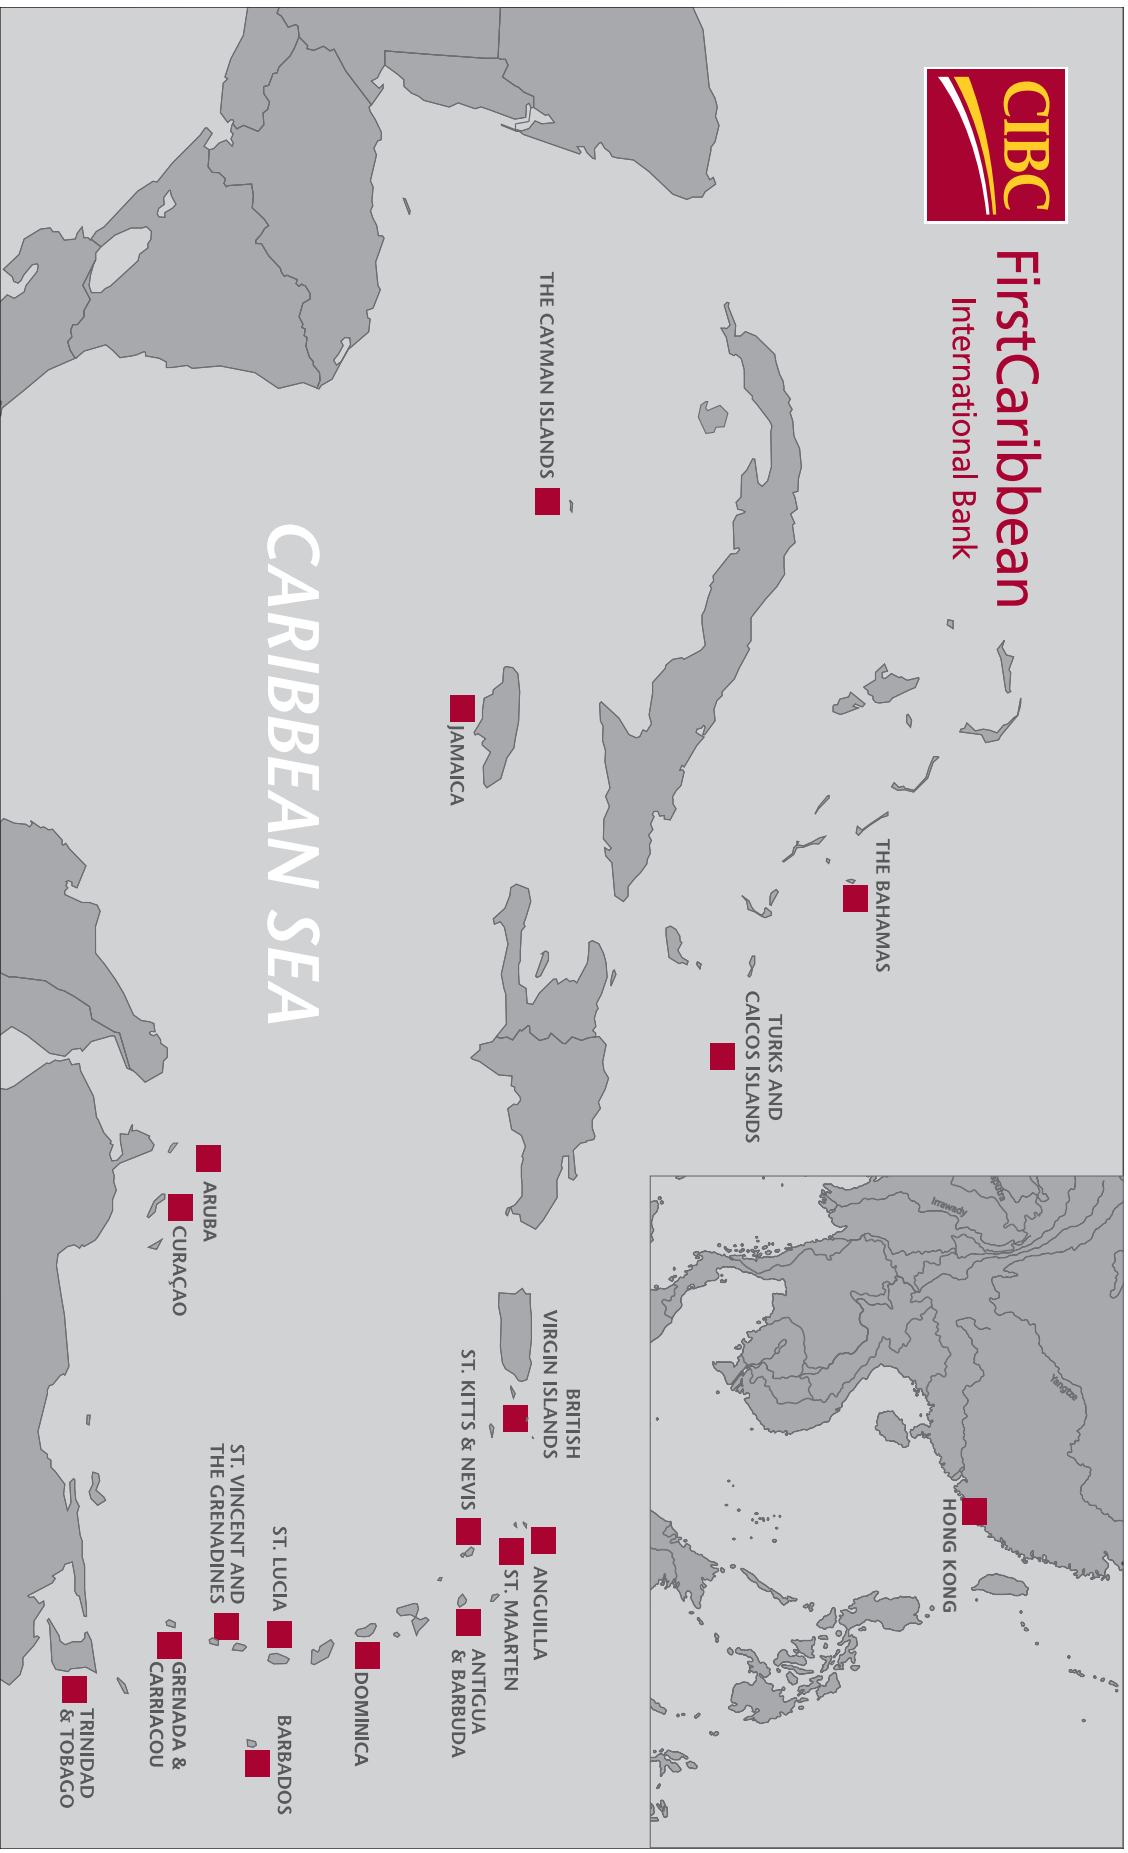 CIBC
FirstCaribbean
International Bank
THE CAYMAN ISLANDS
JAMAICA
THE BAHAMAS
TURKS AND
CAICOS ISLANDS
CARIBBEAN SEA
ARUBA
CURAÇAO
BRITISH
VIRGIN ISLANDS
ST. KITTS & NEVIS
ANGUILLA
ST. MAARTEN
ANTIGUA
& BARBUDA
DOMINICA
ST. LUCIA
ST. VINCENT AND
THE GRENADINES
BARBADOS
GRENADA &
CARRIACOU
TRINIDAD
& TOBAGO
Irrawady
Yangtze
HONG KONG